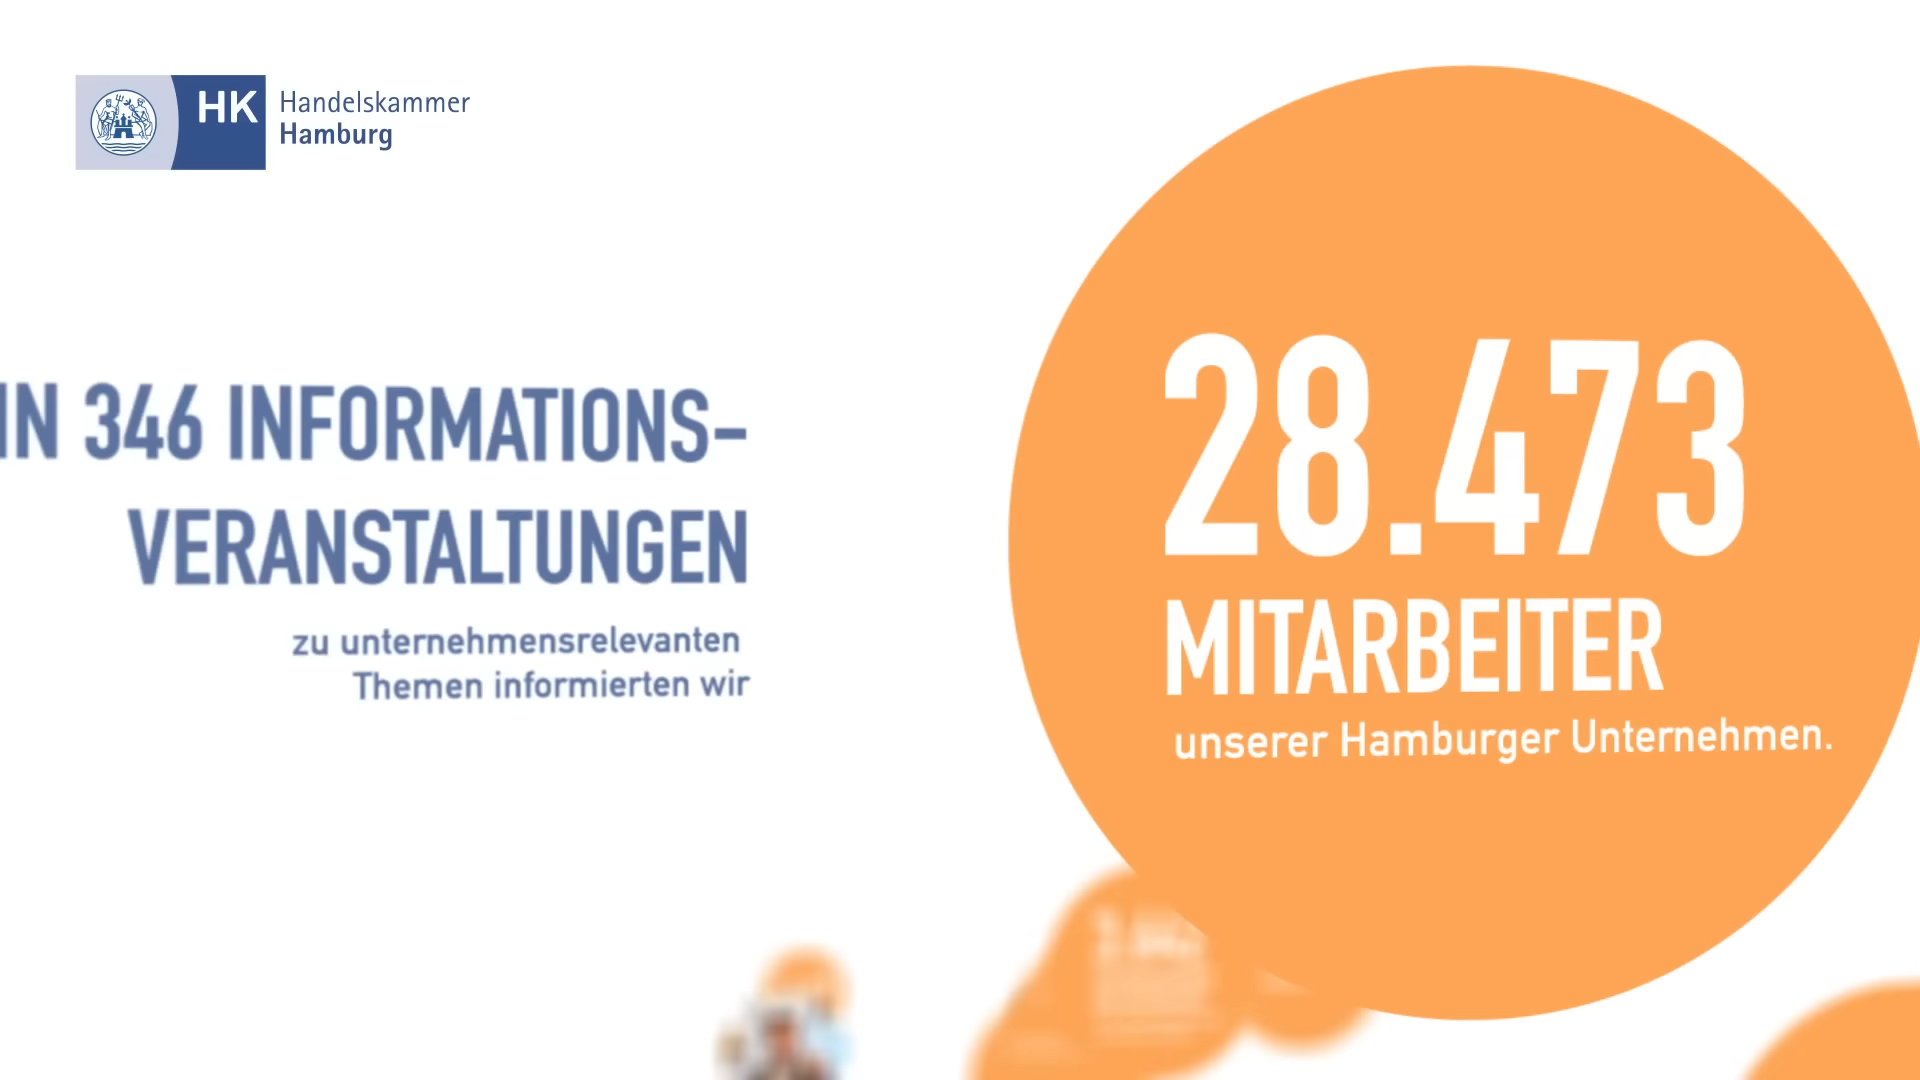 HK
Handelskammer
Hamburg
IN 346 INFORMATIONS-
VERANSTALTUNGEN
zu unternehmensrelevanten
Themen informierten wir
28.473
MITARBEITER
unserer Hamburger Unternehmen.